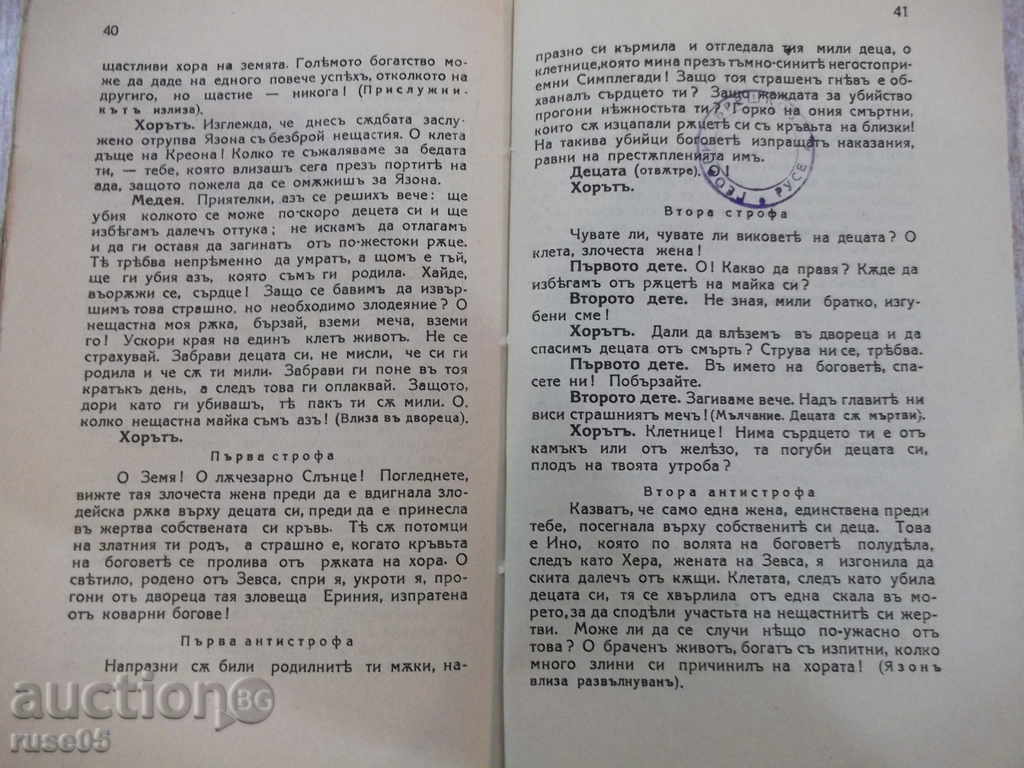 40
щастливи хора на земята. Голѣмото богатство мо-
же да даде на едного повече успѣхъ, отколкото на
другиго, но щастие — никога! (Прислужни-
кътъ излиза).
Хорътъ. Изглежда, че днесъ сѫдбата заслу-
жено отрупва Язона съ безброй нещастия. О клета
дъще на Креона! Колко те съжаляваме за бедата
ти, — тебе, която влизашъ сега през портитѣ на
ада, защото пожела да се омѫжишъ за Язона.
Медея. Приятелки, азъ се решихъ вече: ще
убия колкото се може по-скоро децета си и ще
избѣгамъ далечъ оттука; не искамъ да отлагамъ
и да ги оставя да загинатъ отъ по-жестоки рѫце.
Тѣ трѣбва непременно да умратъ, а щомъ е тъй,
ще ги убия азъ, която съмъ ги родила. Хайде,
въорѫжи се, сърдце! Защо се бавимъ да извър-
шимъ това страшно, но необходимо злодеяние? О
нещастна моя рѫка, бързай, вземи меча, вземи
го! Ускори края на единъ клетъ животъ. Не се
страхувай. Забрави децата си, не мисли, че си ги
родила и че сѫ ти мили. Забрави ги поне въ тоя
кратъкъ день, а следъ това ги оплаквай. Защото,
дори като ги убивашъ, тѣ пакъ ти сѫ мили. О,
колко нещастна майка съмъ азъ! (Влиза въ двореца).
Хорътъ.
Първа строфа
О Земя! О лѫчезарно Слънце! Погледнете,
вижте тая злочеста жена преди да е вдигнала зло-
дейска рѫка върху децата си, преди да е принесла
въ жертва собствената си кръвь. Тѣ сѫ потомци
на златния ти родъ, а страшно е, когато кръвьта
на боговетѣ се пролива отъ рѫката на хора. О
светило, родено отъ Зевса, спри я, укроти я, про-
гони отъ двореца тая зловеща Ериния, изпратена
отъ коварни богове!
Първа антистрофа
Напразни сѫ били родилнитѣ ти мѫки, на-
41
празно си кърмила и отгледала тия мили деца, о
клетнице, която мина презъ тъмно-синитѣ негостопри-
емни Симплегади! Защо тоя страшенъ гнѣвъ е об-
хваналъ сърдцето ти? Защо жаждата за убийство
прогони нѣжностьта ти? Горко на ония смъртни,
които сѫ изцапали рѫцетѣ си съ кръвьта на близки!
На такива убийци боговетѣ изпращатъ наказания,
равни на престѫпленията имъ.
Децата (отвѫтре). О!
Хорътъ.
Втора строфа
Чувате ли, чувате ли виковетѣ на децата? О
клета, злочеста жена!
Първото дете. О! Какво да правя? Кѫде да
избѣгамъ отъ рѫцетѣ на майка си?
Второто дете. Не зная, мили братко, изгу-
бени сме!
Хорътъ. Дали да влѣземъ въ двореца и да
спасимъ децата отъ смърть? Струва ни се, трѣбва.
Първото дете. Въ името на боговетѣ, спа-
сете ни! Побързайте.
Второто дете. Загиваме вече. Надъ главитѣ ни
виси страшниятъ мечъ! (Мълчание. Децата сѫ мъртви).
Хорътъ. Клетнице! Нима сърдцето ти е отъ
камъкъ или отъ желѣзо, та погуби децата си,
плодъ на твоята утроба?
Втора антистрофа
Казватъ, че само една жена, единствена преди
тебе, посегнала върху собственитѣ си деца. Това
е Ино, която по волята на боговетѣ полудѣла,
следъ като Хера, жената на Зевса, я изгонила да
скита далечъ отъ кѫщи. Клетата, следъ като убила
децата си, тя се хвърлила отъ една скала въ мо-
рето, за да сподѣли участьта на нещастнитѣ си жер-
тви. Може ли да се случи нѣщо по-ужасно отъ
това? О браченъ животъ, богатъ съ изпитни, колко
много злини си причинилъ на хората! (Язонъ
влиза развълнуванъ).
РУСЕ
auction BG
ruse05